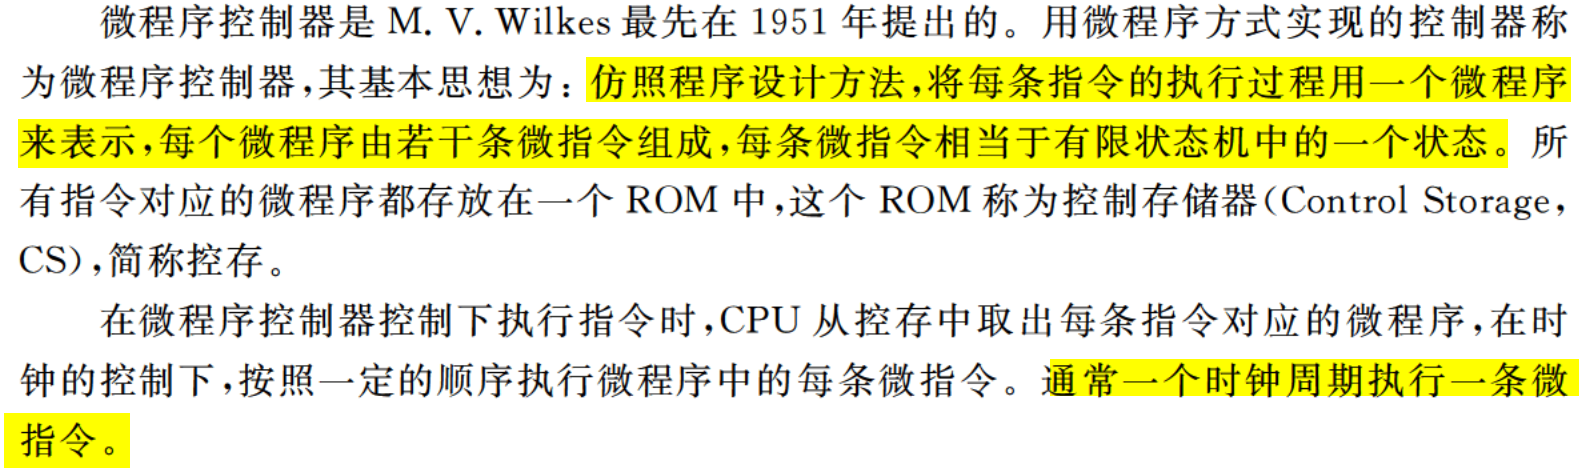 微程序控制器是 M. V. Wilkes 最先在 1951 年提出的。用微程序方式实现的控制器称
为微程序控制器,其基本思想为:仿照程序设计方法,将每条指令的执行过程用一个微程序
来表示,每个微程序由若干条微指令组成,每条微指令相当于有限状态机中的一个状态。所
有指令对应的微程序都存放在一个 ROM 中,这个 ROM 称为控制存储器(Control Storage,
CS),简称控存。
在微程序控制器控制下执行指令时,CPU 从控存中取出每条指令对应的微程序,在时
钟的控制下,按照一定的顺序执行微程序中的每条微指令。通常一个时钟周期执行一条微
指令。